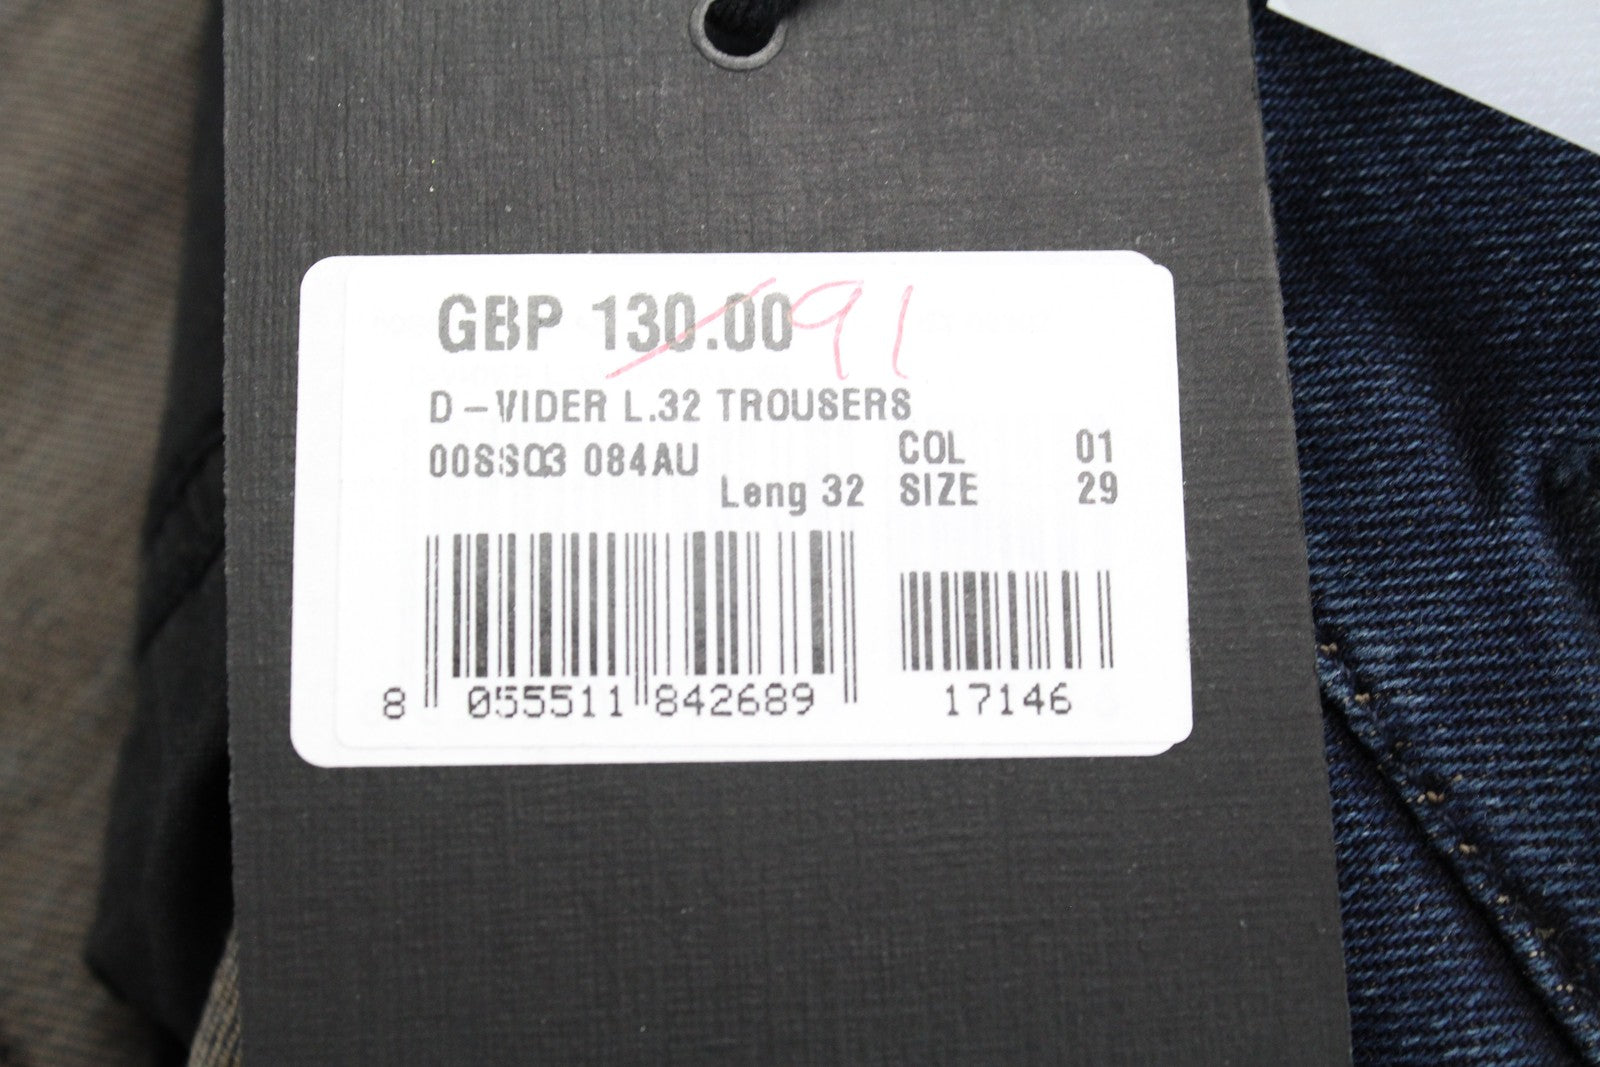 GBP 130.00 91
D-VIDER L.32 TROUSERS
00SSQ3 084AU
Leng 32
COL 01
SIZE 29
8 055511 842689
17146